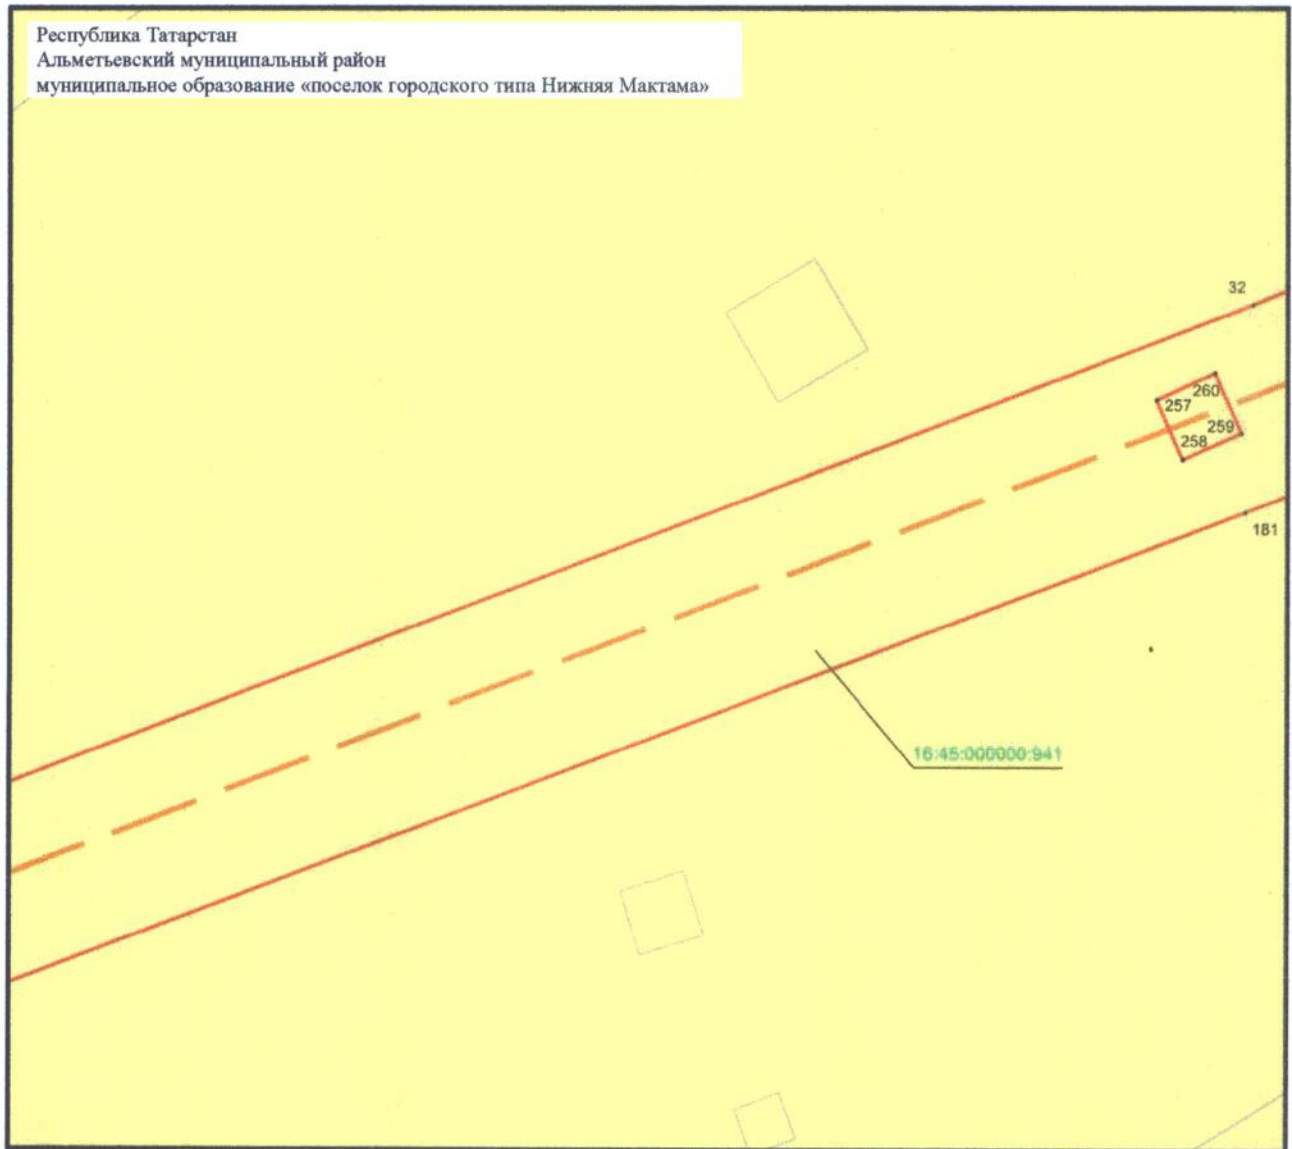 Республика Татарстан
Альметьевский муниципальный район
муниципальное образование «поселок городского типа Нижняя Мактама»
32
260
257
259
258
181
16:45:000000:941